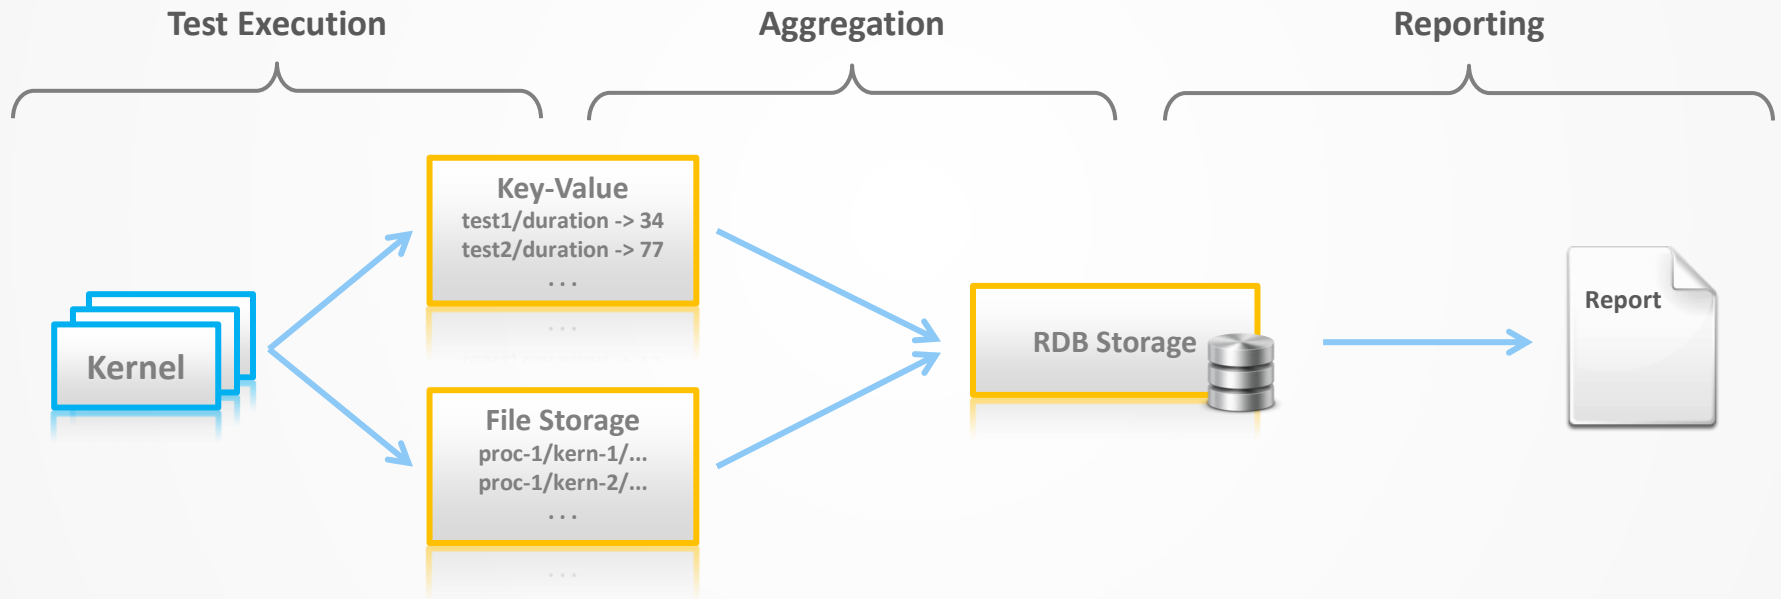 Test Execution
Aggregation
Reporting
Key-Value
test1/duration -> 34
test2/duration -> 77
. . .
Kernel
File Storage
proc-1/kern-1/...
proc-1/kern-2/...
. . .
RDB Storage
Report